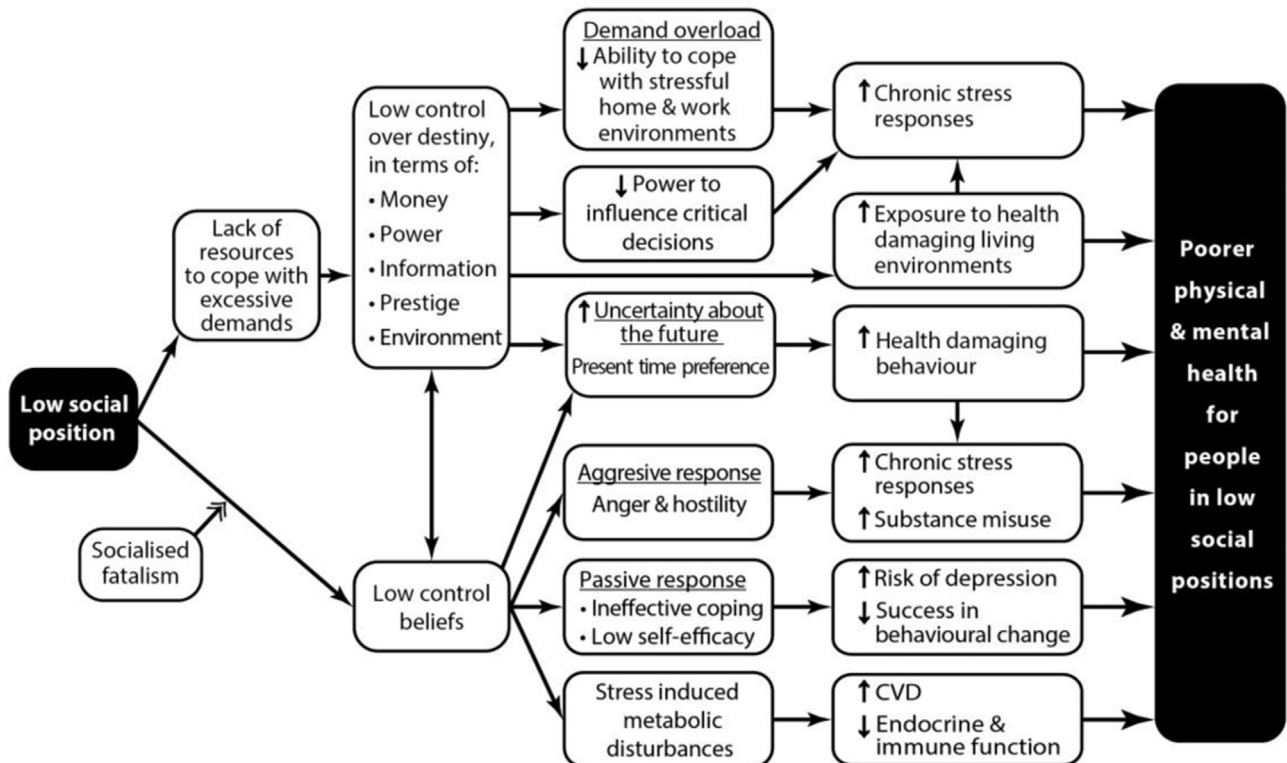 Low social
position
Socialised
fatalism
Lack of
resources
to cope with
excessive
demands
Low control
over destiny,
in terms of:
• Money
• Power
• Information
• Prestige
• Environment
Low control
beliefs
Demand overload
↓ Ability to cope
with stressful
home & work
environments
↓ Power to
influence critical
decisions
↑ Uncertainty about
the future
Present time preference
Aggresive response
Anger & hostility
Passive response
• Ineffective coping
• Low self-efficacy
Stress induced
metabolic
disturbances
↑ Chronic stress
responses
↑ Exposure to health
damaging living
environments
↑ Health damaging
behaviour
↑ Chronic stress
responses
↑ Substance misuse
↑ Risk of depression
↓ Success in
behavioural change
↑ CVD
↓ Endocrine &
immune function
Poorer
physical
& mental
health
for
people
in low
social
positions